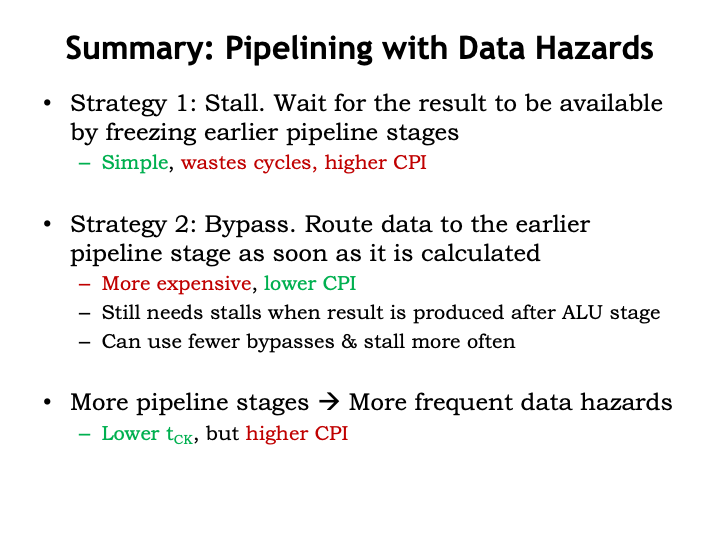 Summary: Pipelining with Data Hazards
• Strategy 1: Stall. Wait for the result to be available
by freezing earlier pipeline stages
– Simple, wastes cycles, higher CPI
• Strategy 2: Bypass. Route data to the earlier
pipeline stage as soon as it is calculated
– More expensive, lower CPI
– Still needs stalls when result is produced after ALU stage
– Can use fewer bypasses & stall more often
• More pipeline stages → More frequent data hazards
– Lower tCK, but higher CPI